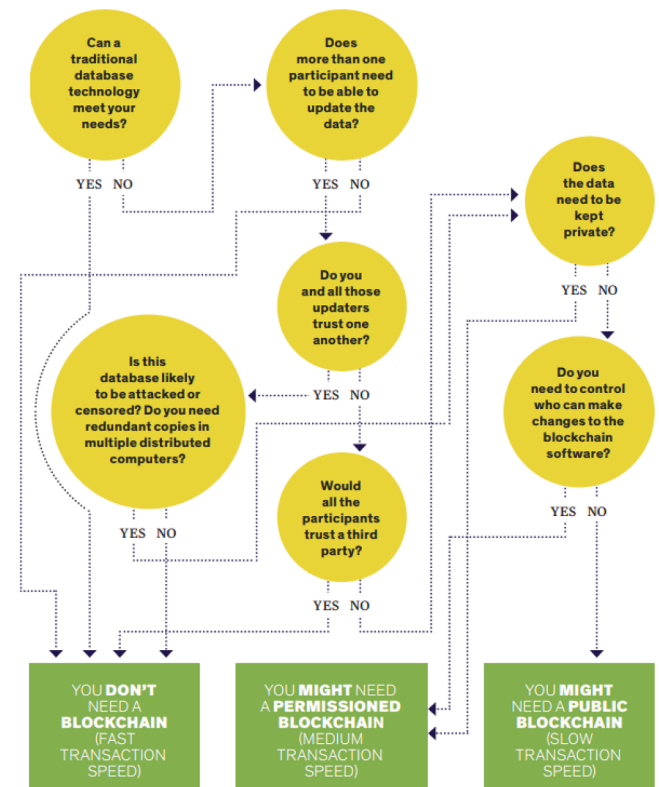 Can a
traditional
database
technology
meet your
needs?
YES NO
Does
more than one
participant need
to be able to
update the
data?
YES NO
Does
the data
need to be
kept
private?
YES NO
Do you
and all those
updaters
trust one
another?
YES NO
Is this
database likely
to be attacked or
censored? Do you need
redundant copies in
multiple distributed
computers?
YES NO
Do you
need to control
who can make
changes to the
blockchain
software?
YES NO
Would
all the
participants
trust a third
party?
YES NO
YOU DON'T
NEED A
BLOCKCHAIN
(FAST
TRANSACTION
SPEED)
YOU MIGHT NEED
A PERMISSIONED
BLOCKCHAIN
(MEDIUM
TRANSACTION
SPEED)
YOU MIGHT
NEED A PUBLIC
BLOCKCHAIN
(SLOW
TRANSACTION
SPEED)